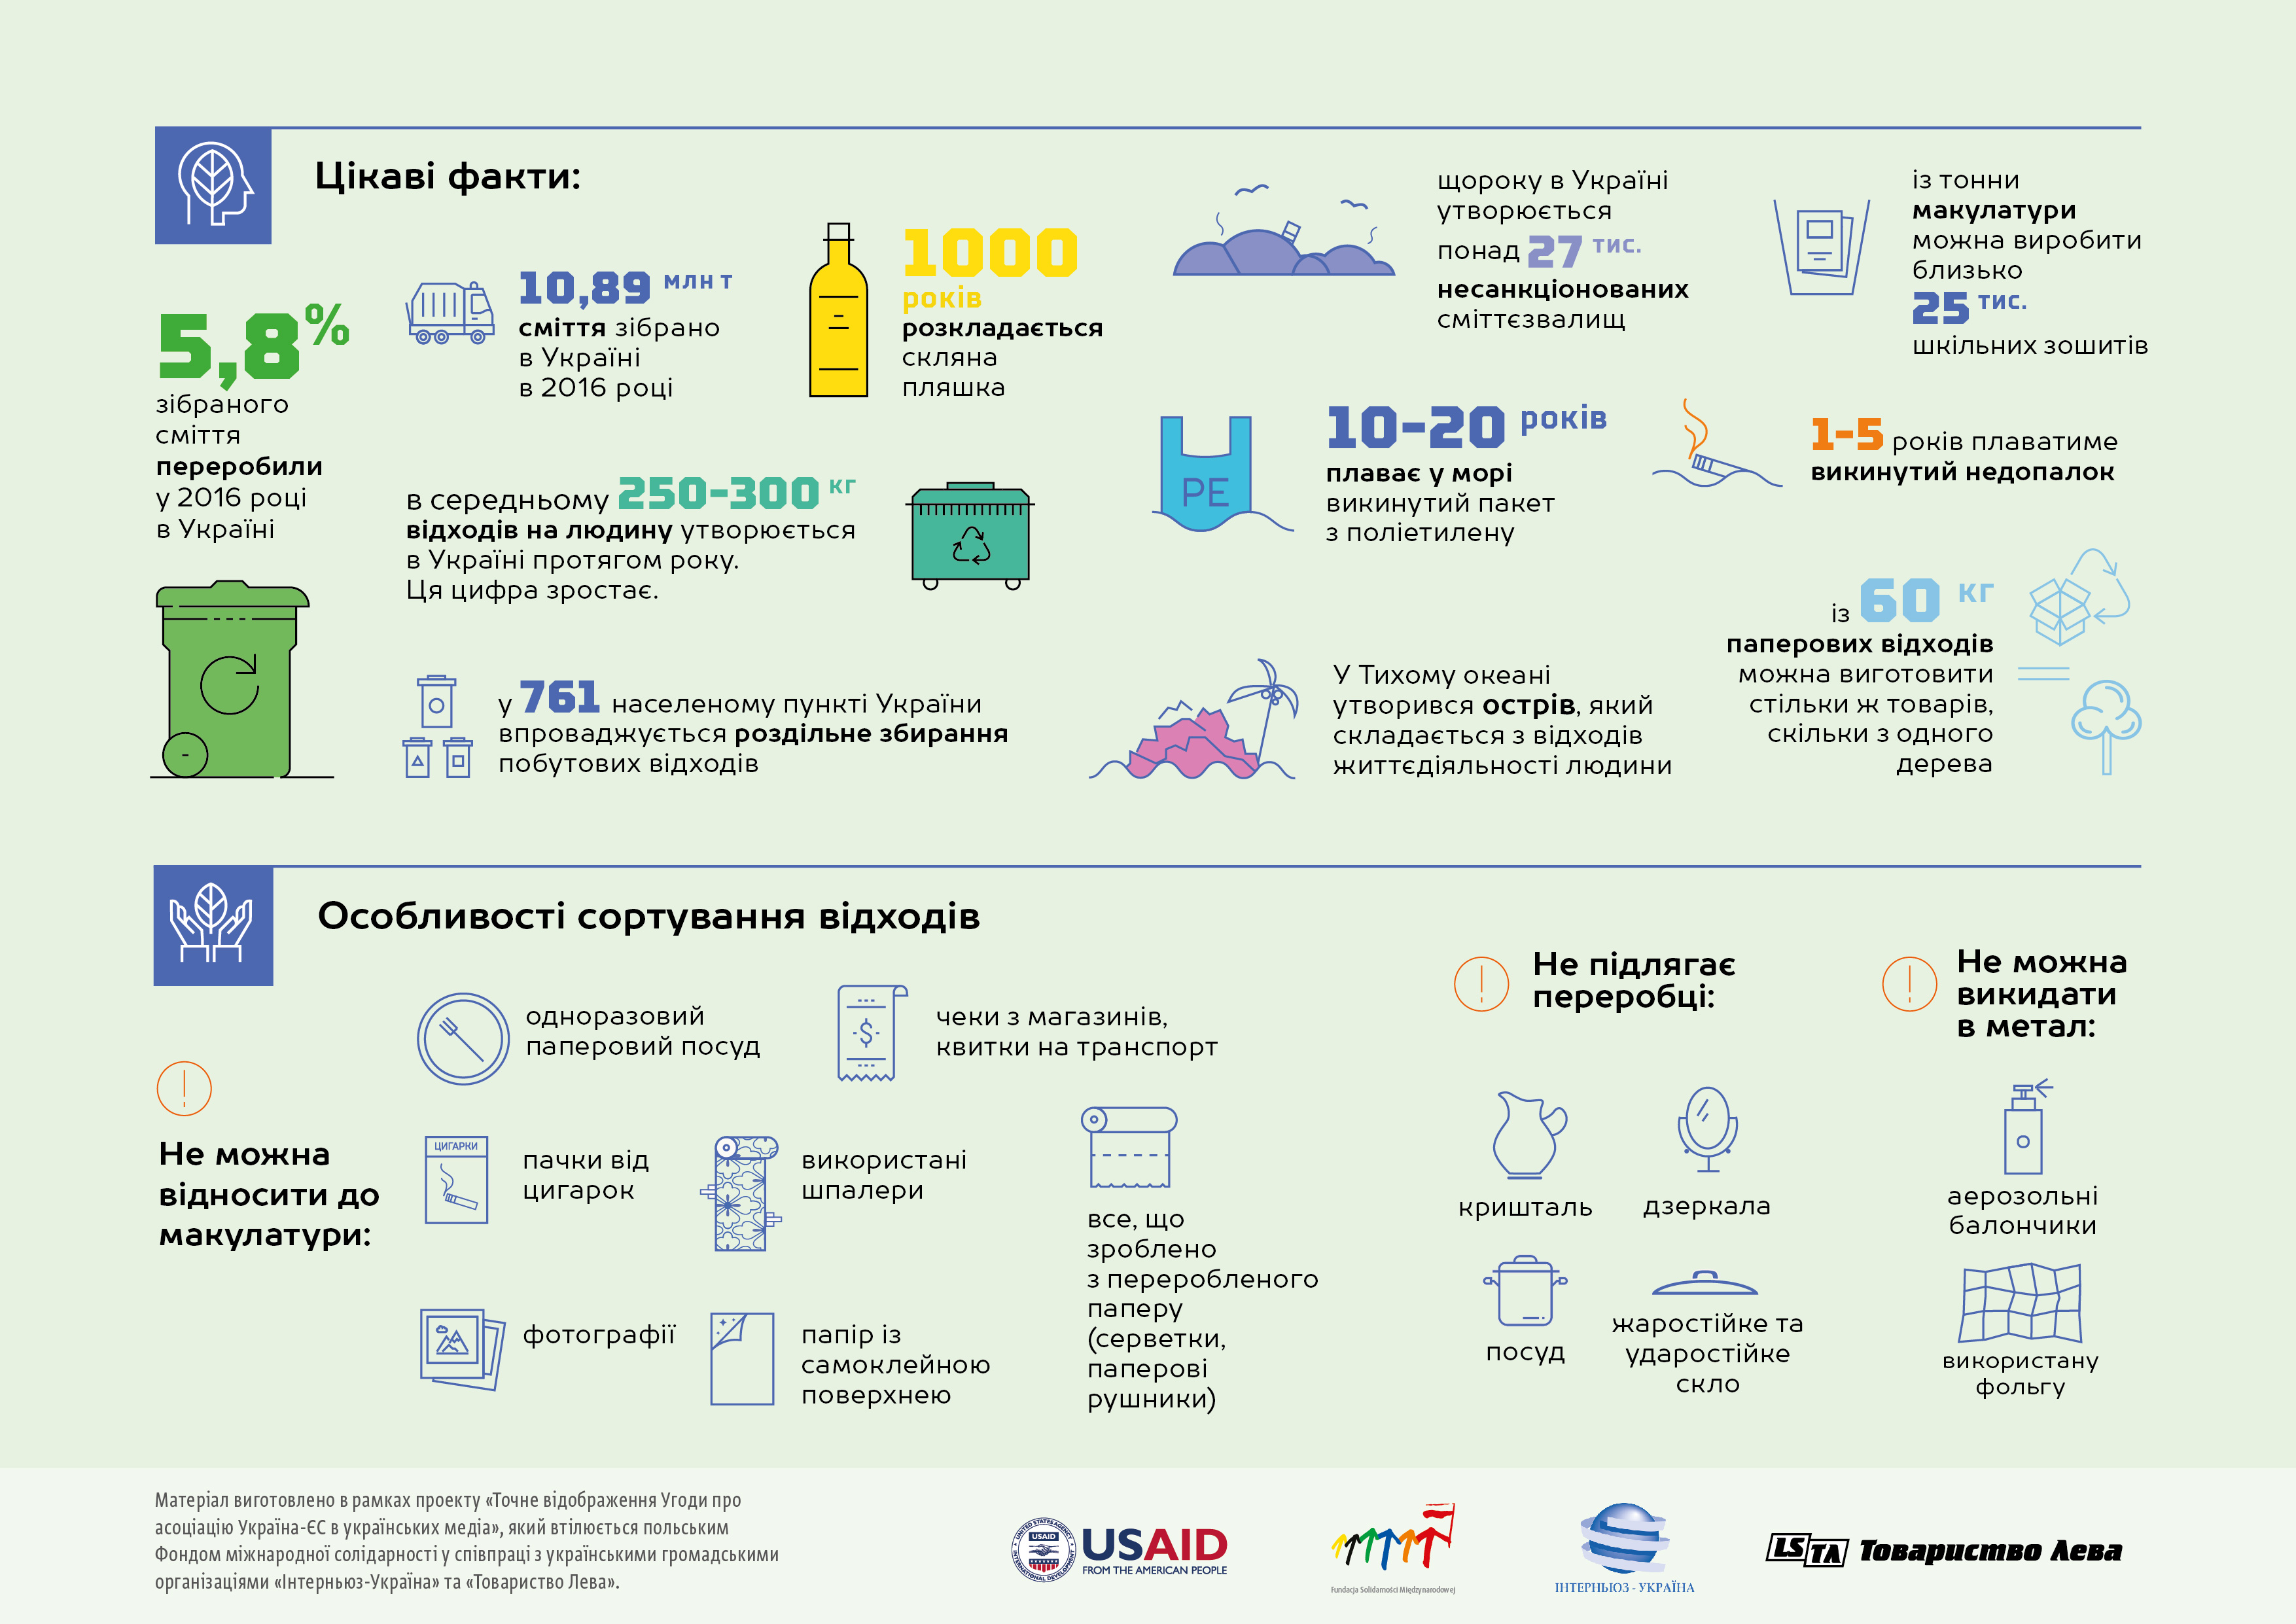 Цікаві факти:
5,8%
зібраного
сміття
переробили
у 2016 році
в Україні
10,89 млн т
сміття зібрано
в Україні
в 2016 році
1000
років
розкладається
скляна
пляшка
щороку в Україні
утворюється
понад 27 тис.
несанкціонованих
сміттєзвалищ
із тонни
макулатури
можна виробити
близько
25 тис.
шкільних зошитів
в середньому 250-300 кг
відходів на людину утворюється
в Україні протягом року.
Ця цифра зростає.
PE
10-20 років
плаває у морі
викинутий пакет
з поліетилену
1-5 років плаватиме
викинутий недопалок
у 761 населеному пункті України
впроваджується роздільне збирання
побутових відходів
У Тихому океані
утворився острів, який
складається з відходів
життєдіяльності людини
із 60 кг
паперових відходів
можна виготовити
стільки ж товарів,
скільки з одного
дерева
Особливості сортування відходів
Не можна
відносити до
макулатури:
одноразовий
паперовий посуд
$
чеки з магазинів,
квитки на транспорт
ЦИГАРКИ
пачки від
цигарок
використані
шпалери
все, що
зроблено
з переробленого
паперу
(серветки,
паперові
рушники)
фотографії
папір із
самоклейною
поверхнею
Не підлягає
переробці:
кришталь
дзеркала
посуд
жаростійке та
ударостійке
скло
Не можна
викидати
в метал:
аерозольні
балончики
використану
фольгу
Матеріал виготовлено в рамках проекту «Точне відображення Угоди про
асоціацію Україна-ЄС в українських медіа», який втілюється польським
Фондом міжнародної солідарності у співпраці з українськими громадськими
організаціями «Інтерньюз-Україна» та «Товариство Лева».
UNITED STATES AGENCY
USAID
INTERNATIONAL DEVELOPMENT
USAID
FROM THE AMERICAN PEOPLE
Fundacja Solidarności Międzynarodowej
ІНТЕРНЬЮЗ - УКРАЇНА
LS TA Товариство Лева